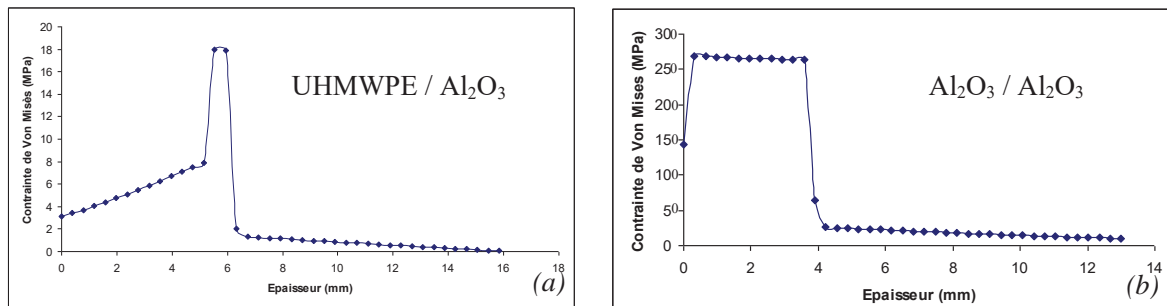 Contrainte de Von Mises (MPa)
20
18
16
14
12
10
8
6
4
2
0
0 2 4 6 8 10 12 14 16 18
Epaisseur (mm)
UHMWPE / Al₂O₃
(a)
Contrainte de Von Mises (MPa)
300
250
200
150
100
50
0
0 2 4 6 8 10 12 14
Epaisseur (mm)
Al₂O₃ / Al₂O₃
(b)